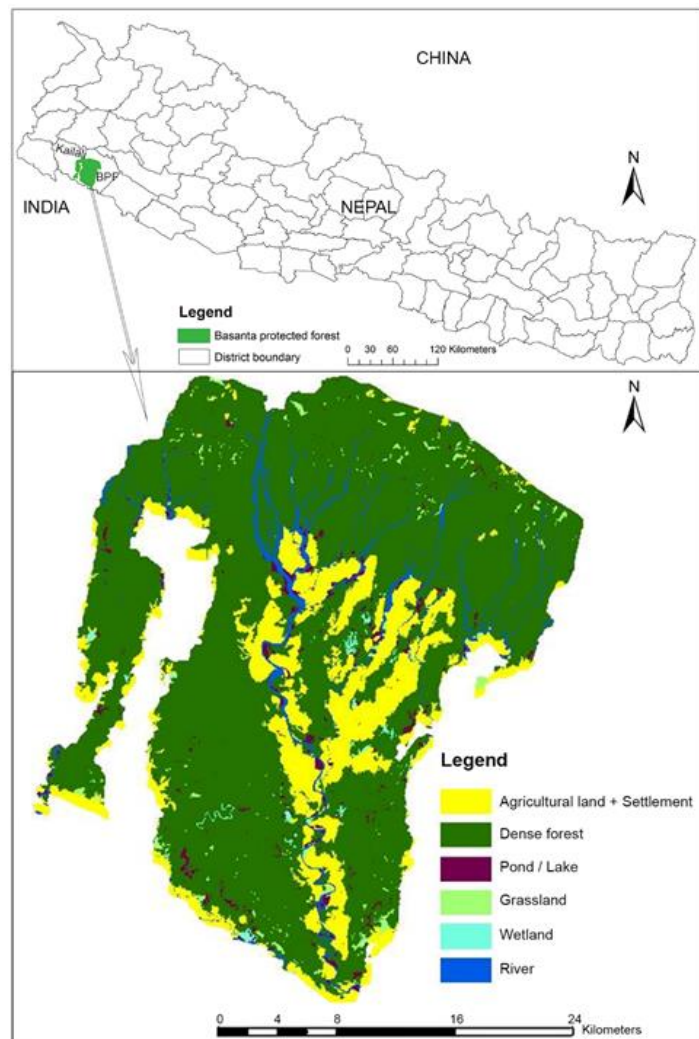 CHINA
N
Kailali
BPF
INDIA
NEPAL
Legend
Basanta protected forest
District boundary
0 30 60 120 Kilometers
N
Legend
Agricultural land + Settlement
Dense forest
Pond / Lake
Grassland
Wetland
River
0 4 8 16 24
Kilometers